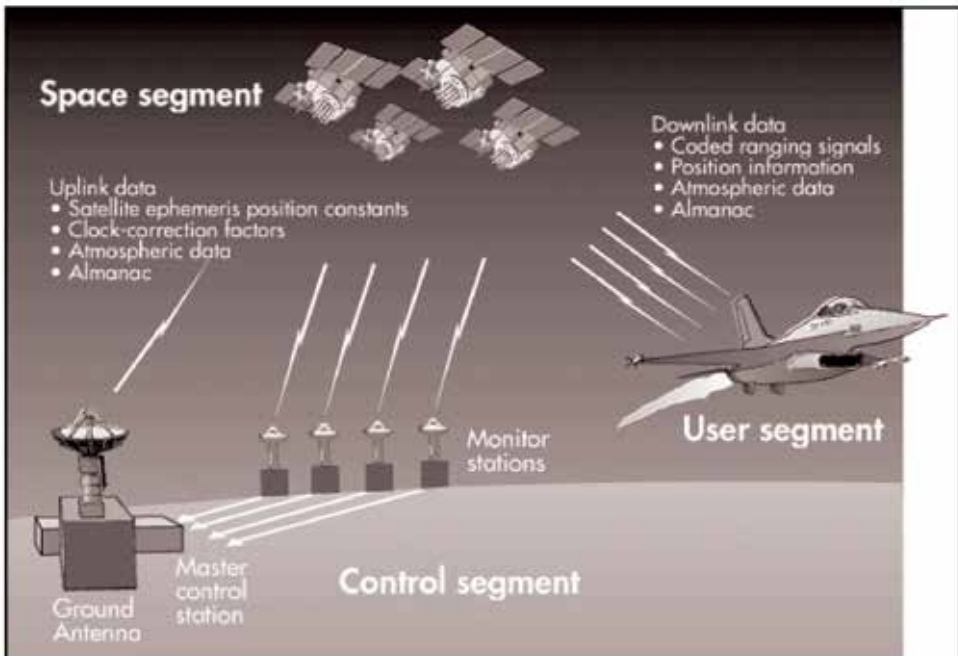 Space segment
Downlink data
• Coded ranging signals
• Position information
• Atmospheric data
• Almanac
Uplink data
• Satellite ephemeris position constants
• Clock-correction factors
• Atmospheric data
• Almanac
Monitor
stations
User segment
Master
control
station
Control segment
Ground
Antenna